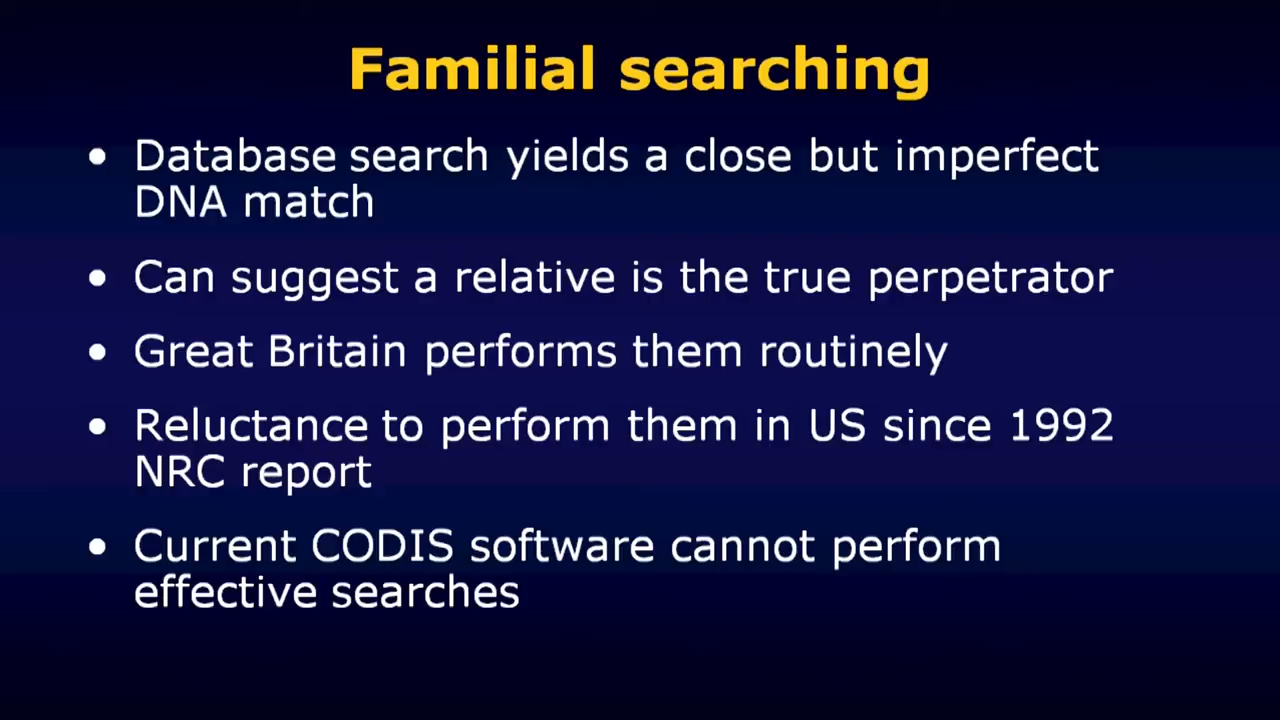 Familial searching
• Database search yields a close but imperfect
DNA match
• Can suggest a relative is the true perpetrator
• Great Britain performs them routinely
• Reluctance to perform them in US since 1992
NRC report
• Current CODIS software cannot perform
effective searches